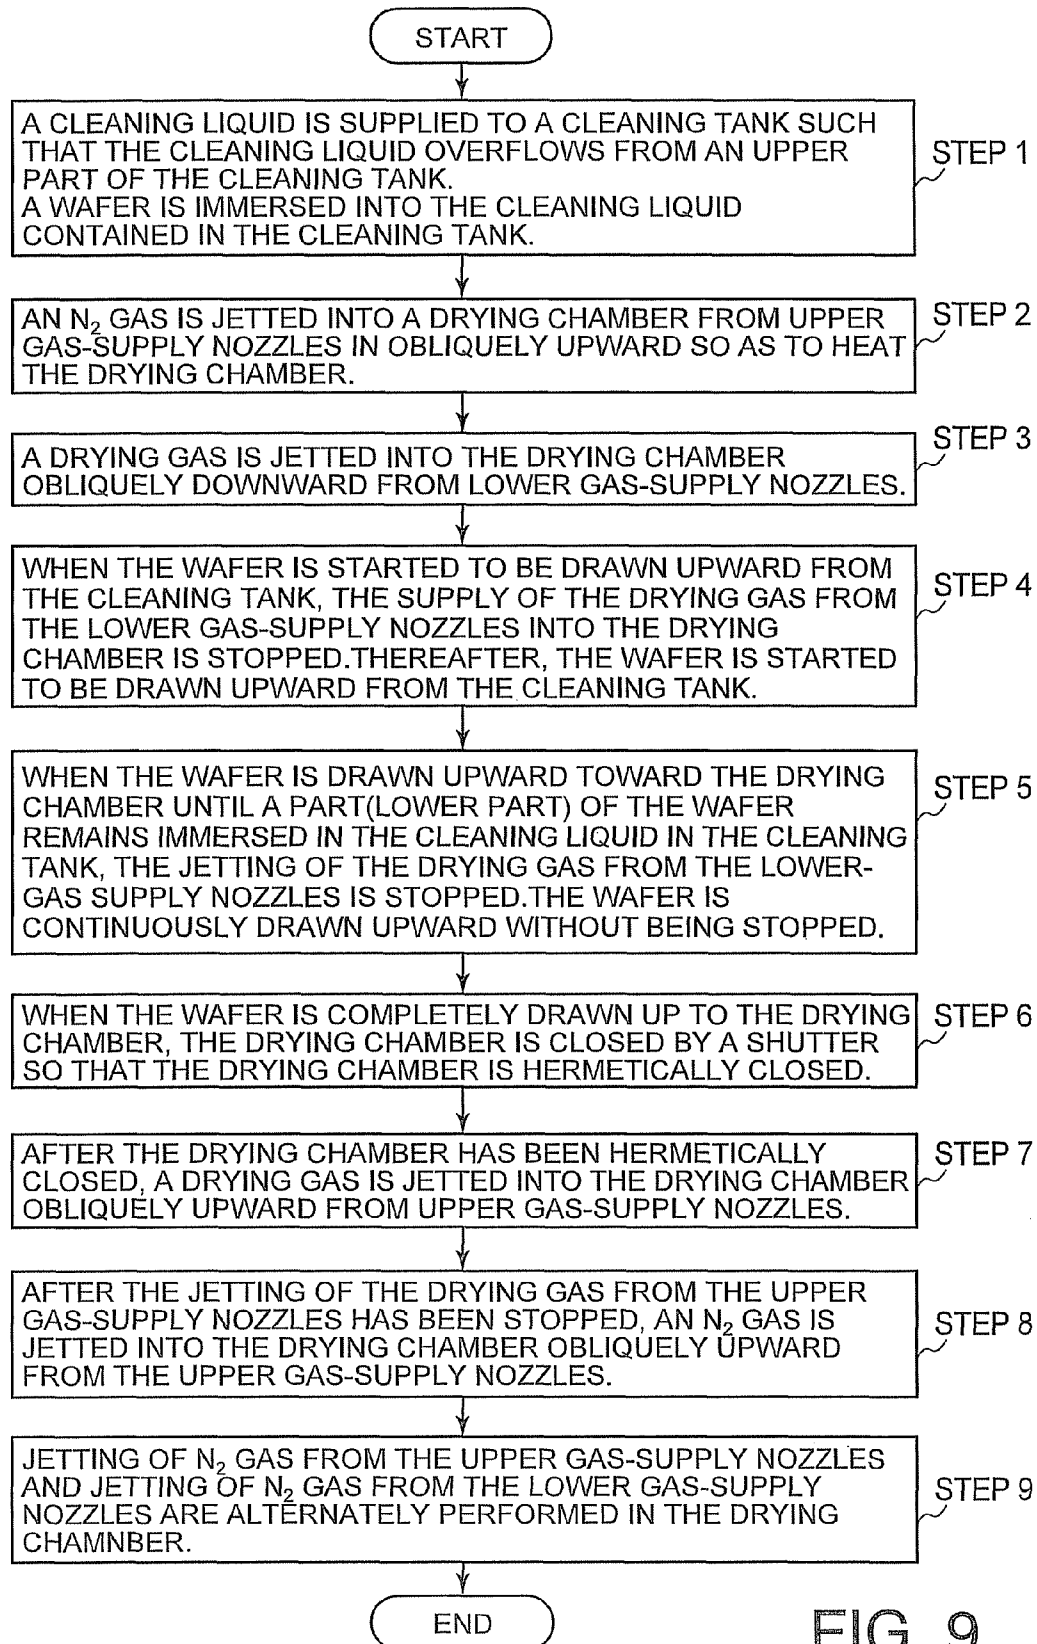 START
A CLEANING LIQUID IS SUPPLIED TO A CLEANING TANK SUCH
THAT THE CLEANING LIQUID OVERFLOWS FROM AN UPPER
PART OF THE CLEANING TANK.
A WAFER IS IMMERSED INTO THE CLEANING LIQUID
CONTAINED IN THE CLEANING TANK.
STEP 1
AN N₂ GAS IS JETTED INTO A DRYING CHAMBER FROM UPPER
GAS-SUPPLY NOZZLES IN OBLIQUELY UPWARD SO AS TO HEAT
THE DRYING CHAMBER.
STEP 2
A DRYING GAS IS JETTED INTO THE DRYING CHAMBER
OBLIQUELY DOWNWARD FROM LOWER GAS-SUPPLY NOZZLES.
STEP 3
WHEN THE WAFER IS STARTED TO BE DRAWN UPWARD FROM
THE CLEANING TANK, THE SUPPLY OF THE DRYING GAS FROM
THE LOWER GAS-SUPPLY NOZZLES INTO THE DRYING
CHAMBER IS STOPPED.THEREAFTER, THE WAFER IS STARTED
TO BE DRAWN UPWARD FROM THE CLEANING TANK.
STEP 4
WHEN THE WAFER IS DRAWN UPWARD TOWARD THE DRYING
CHAMBER UNTIL A PART(LOWER PART) OF THE WAFER
REMAINS IMMERSED IN THE CLEANING LIQUID IN THE CLEANING
TANK, THE JETTING OF THE DRYING GAS FROM THE LOWER-
GAS SUPPLY NOZZLES IS STOPPED.THE WAFER IS
CONTINUOUSLY DRAWN UPWARD WITHOUT BEING STOPPED.
STEP 5
WHEN THE WAFER IS COMPLETELY DRAWN UP TO THE DRYING
CHAMBER, THE DRYING CHAMBER IS CLOSED BY A SHUTTER
SO THAT THE DRYING CHAMBER IS HERMETICALLY CLOSED.
STEP 6
AFTER THE DRYING CHAMBER HAS BEEN HERMETICALLY
CLOSED, A DRYING GAS IS JETTED INTO THE DRYING CHAMBER
OBLIQUELY UPWARD FROM UPPER GAS-SUPPLY NOZZLES.
STEP 7
AFTER THE JETTING OF THE DRYING GAS FROM THE UPPER
GAS-SUPPLY NOZZLES HAS BEEN STOPPED, AN N₂ GAS IS
JETTED INTO THE DRYING CHAMBER OBLIQUELY UPWARD
FROM THE UPPER GAS-SUPPLY NOZZLES.
STEP 8
JETTING OF N₂ GAS FROM THE UPPER GAS-SUPPLY NOZZLES
AND JETTING OF N₂ GAS FROM THE LOWER GAS-SUPPLY
NOZZLES ARE ALTERNATELY PERFORMED IN THE DRYING
CHAMNBER.
STEP 9
END
FIG. 9